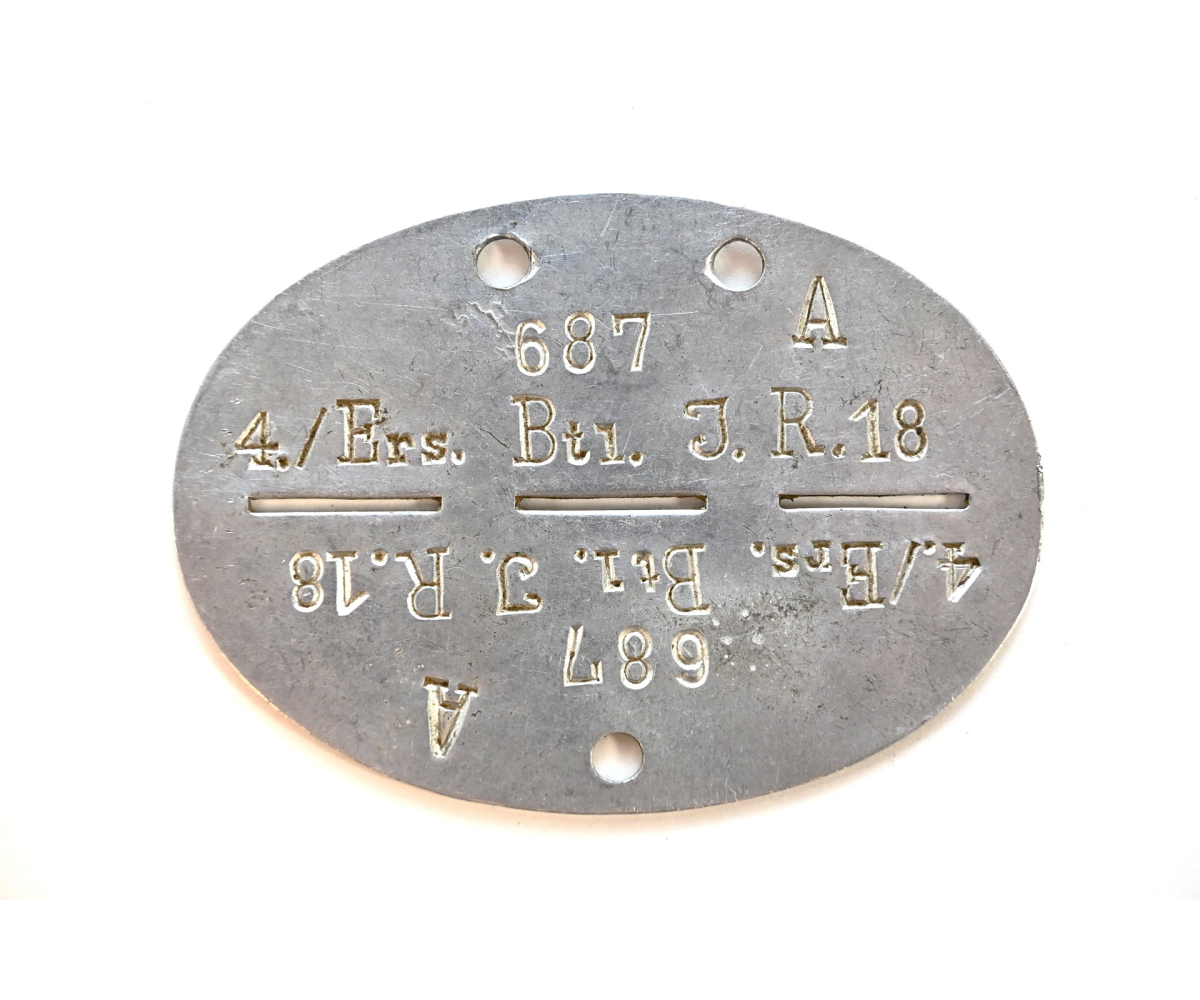 687 A
4./Ers. Btl. J. R. 18
4./Ers. Btl. J. R. 18
687
A